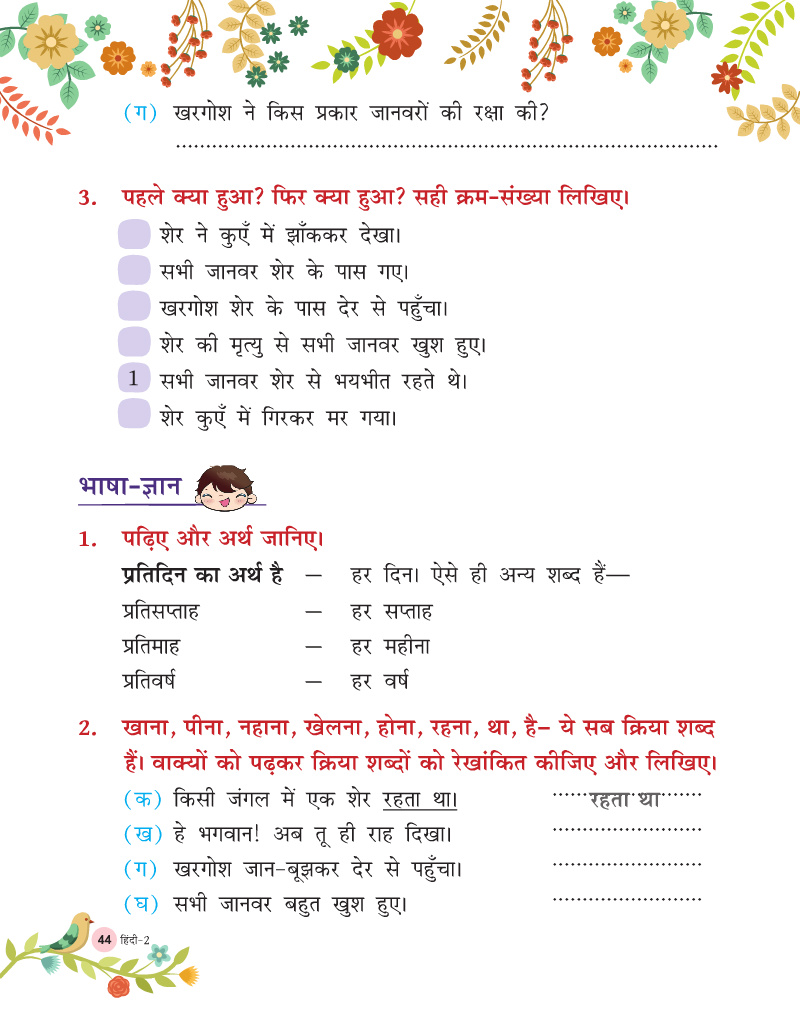 (ग) खरगोश ने किस प्रकार जानवरों की रक्षा की?
3. पहले क्या हुआ? फिर क्या हुआ? सही क्रम-संख्या लिखिए।
शेर ने कुएँ में झाँककर देखा।
सभी जानवर शेर के पास गए।
खरगोश शेर के पास देर से पहुँचा।
शेर की मृत्यु से सभी जानवर खुश हुए।
1 सभी जानवर शेर से भयभीत रहते थे।
शेर कुएँ में गिरकर मर गया।
भाषा-ज्ञान
1. पढ़िए और अर्थ जानिए।
प्रतिदिन का अर्थ है – हर दिन। ऐसे ही अन्य शब्द हैं—
प्रतिसप्ताह – हर सप्ताह
प्रतिमाह – हर महीना
प्रतिवर्ष – हर वर्ष
2. खाना, पीना, नहाना, खेलना, होना, रहना, था, है– ये सब क्रिया शब्द
हैं। वाक्यों को पढ़कर क्रिया शब्दों को रेखांकित कीजिए और लिखिए।
(क) किसी जंगल में एक शेर रहता था। रहता था
(ख) हे भगवान! अब तू ही राह दिखा।
(ग) खरगोश जान-बूझकर देर से पहुँचा।
(घ) सभी जानवर बहुत खुश हुए।
44 हिंदी-2